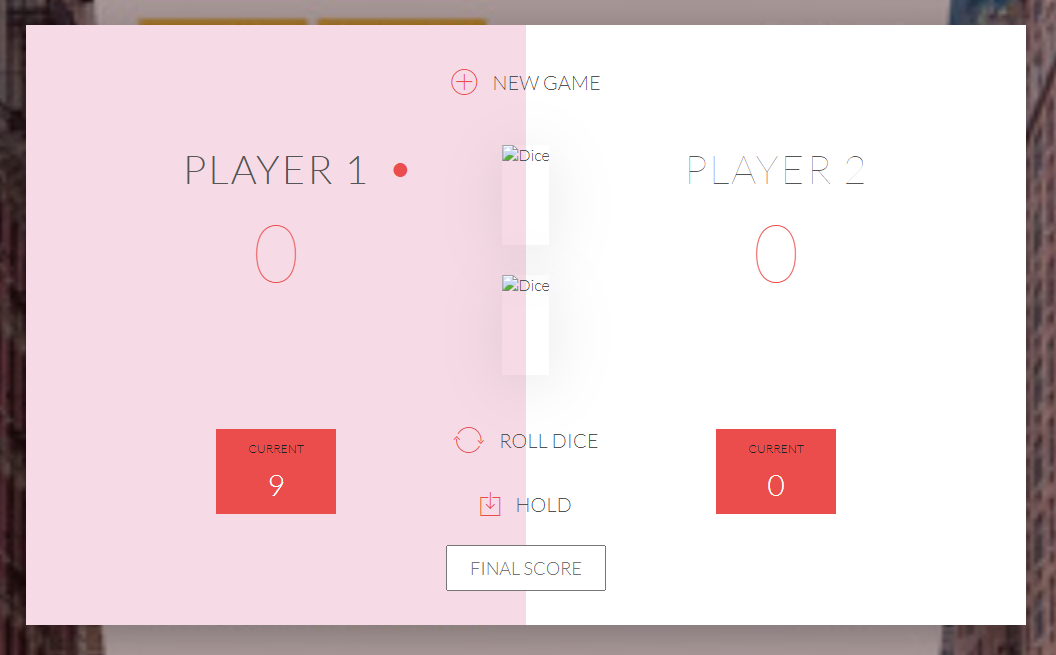 NEW GAME
PLAYER 1
0
CURRENT
9
Dice
Dice
ROLL DICE
HOLD
FINAL SCORE
PLAYER 2
0
CURRENT
0